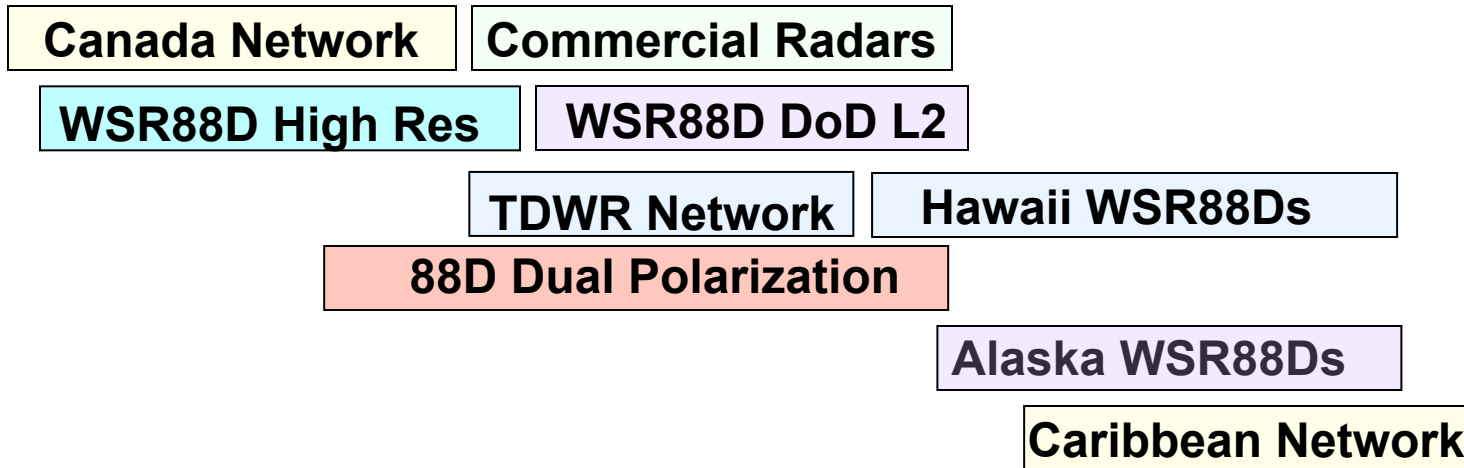 Canada Network
Commercial Radars
WSR88D High Res
WSR88D DoD L2
TDWR Network
Hawaii WSR88Ds
88D Dual Polarization
Alaska WSR88Ds
Caribbean Network